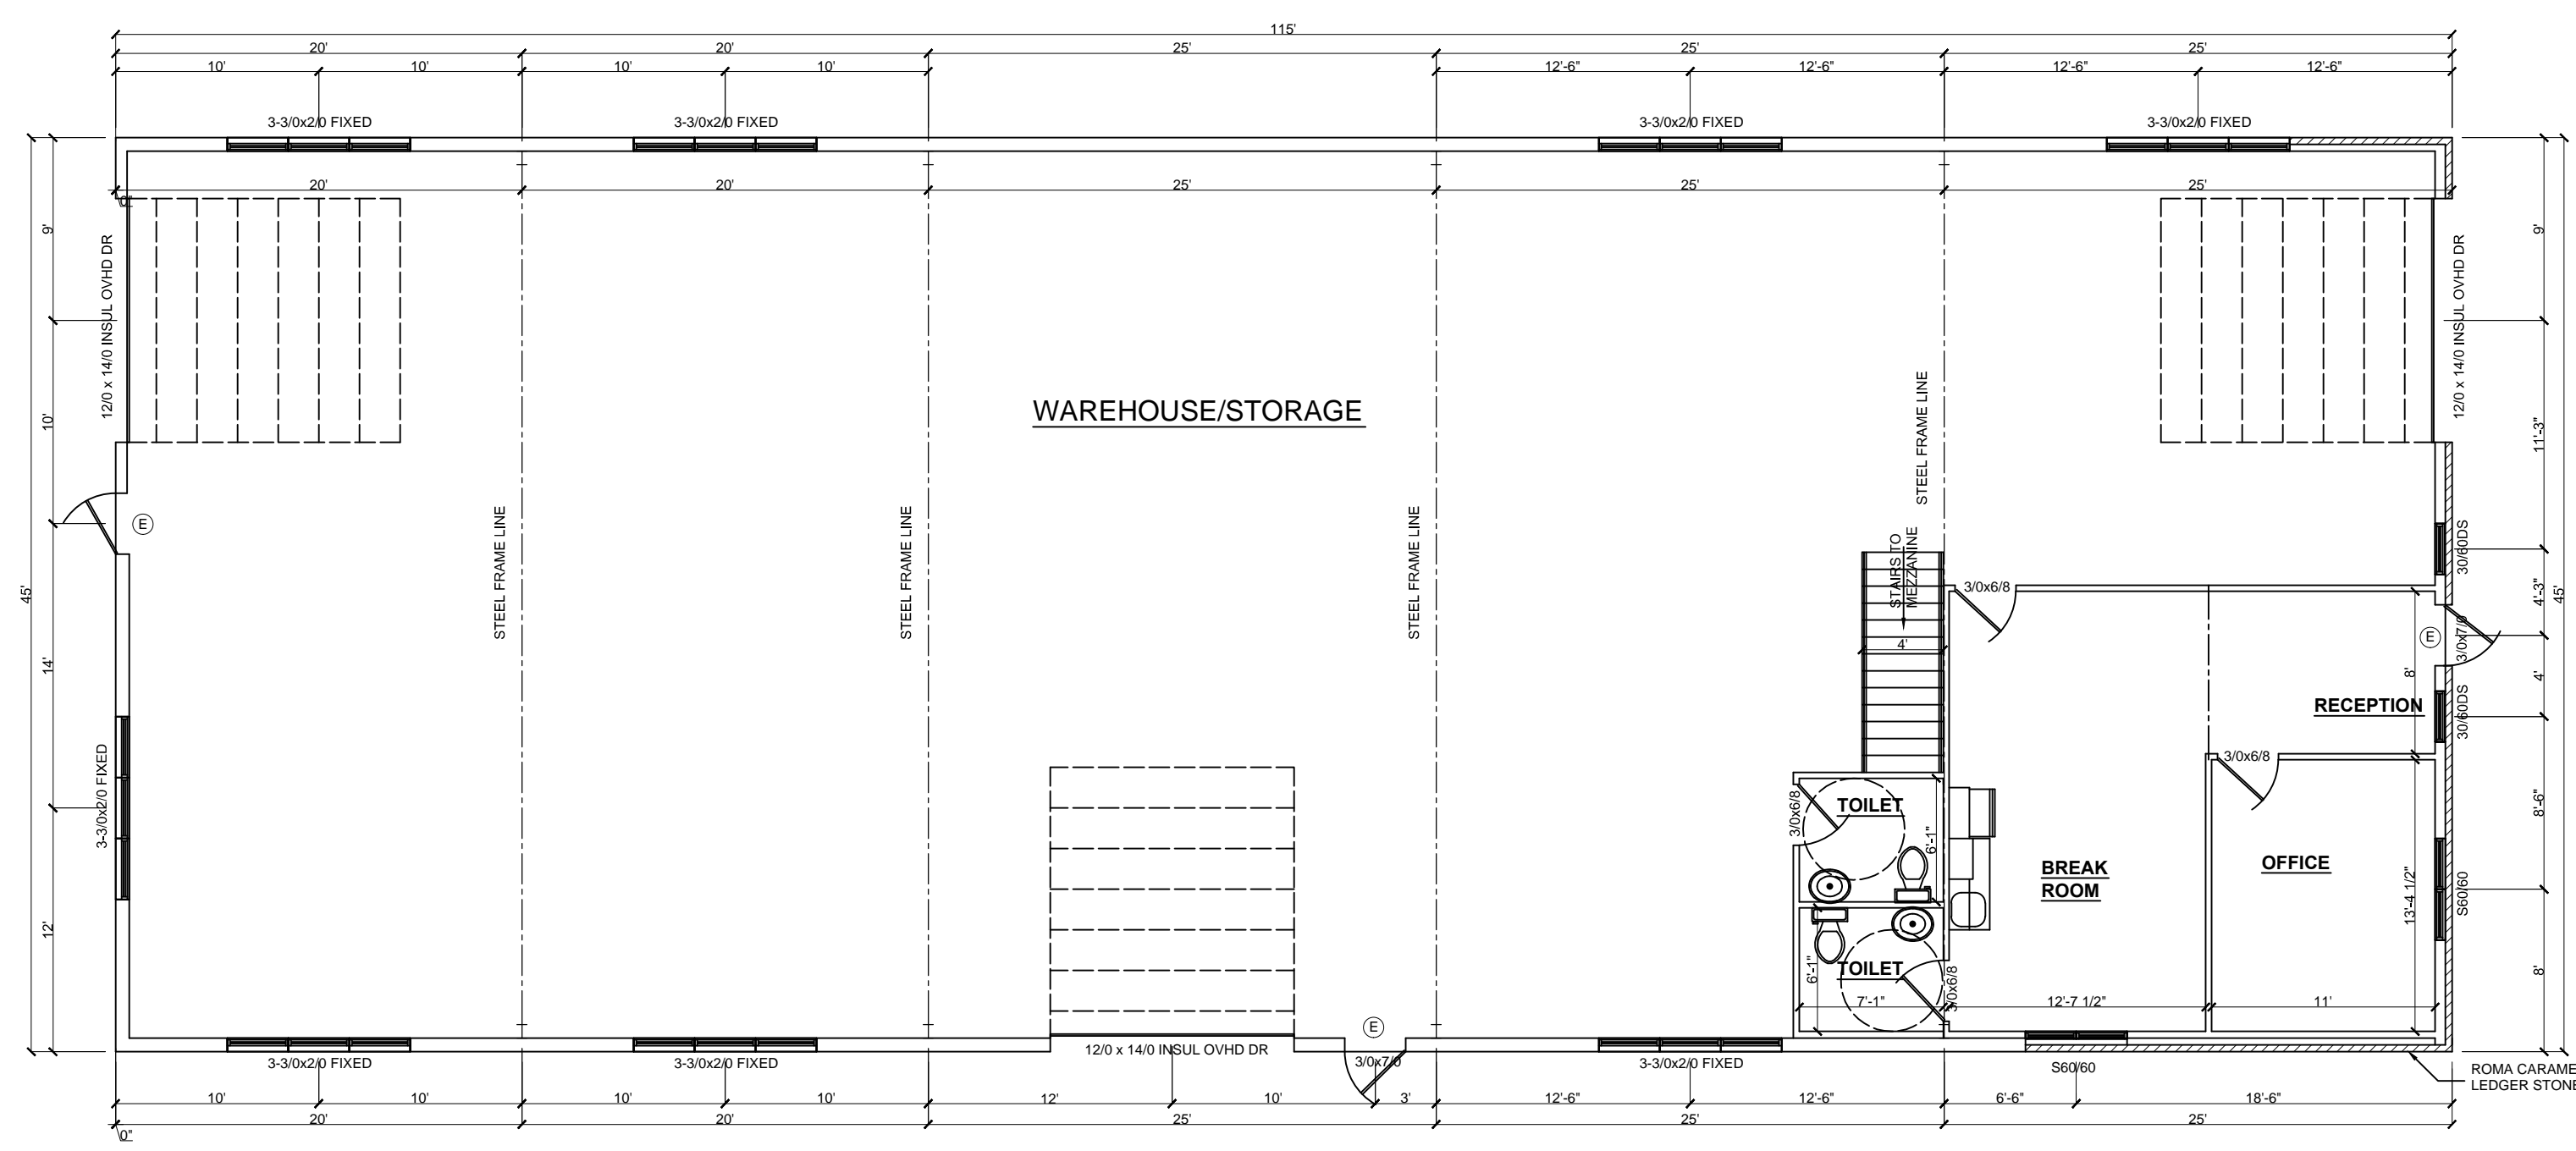 115'
20' 20' 25' 25' 25'
10' 10' 10' 10' 12'-6" 12'-6" 12'-6" 12'-6"
3-3/0x2/0 FIXED 3-3/0x2/0 FIXED 3-3/0x2/0 FIXED 3-3/0x2/0 FIXED
20' 20' 25' 25' 25'
0"
45'
9'
10'
14'
12'
12/0 x 14/0 INSUL OVHD DR
E
3-3/0x2/0 FIXED
STEEL FRAME LINE
STEEL FRAME LINE
STEEL FRAME LINE
STEEL FRAME LINE
WAREHOUSE/STORAGE
STAIRS TO
MEZZANINE
4'
3/0x6/8
12/0 x 14/0 INSUL OVHD DR
9'
11'-3"
4'-3"
4'
8'-6"
8'
45'
30/60DS
E
3/0x7/0
30/60DS
S60/60
8'
RECEPTION
3/0x6/8
OFFICE
13'-4 1/2"
11'
BREAK
ROOM
12'-7 1/2"
3/0x6/8
TOILET
6'-1"
TOILET
6'-1"
7'-1"
3/0x6/8
E
3-3/0x2/0 FIXED 3-3/0x2/0 FIXED 12/0 x 14/0 INSUL OVHD DR 3/0x7/0 3-3/0x2/0 FIXED S60/60
ROMA CARAME
LEDGER STONE
10' 10' 10' 10' 12' 10' 3' 12'-6" 12'-6" 6'-6" 18'-6"
20' 20' 25' 25' 25'
0"